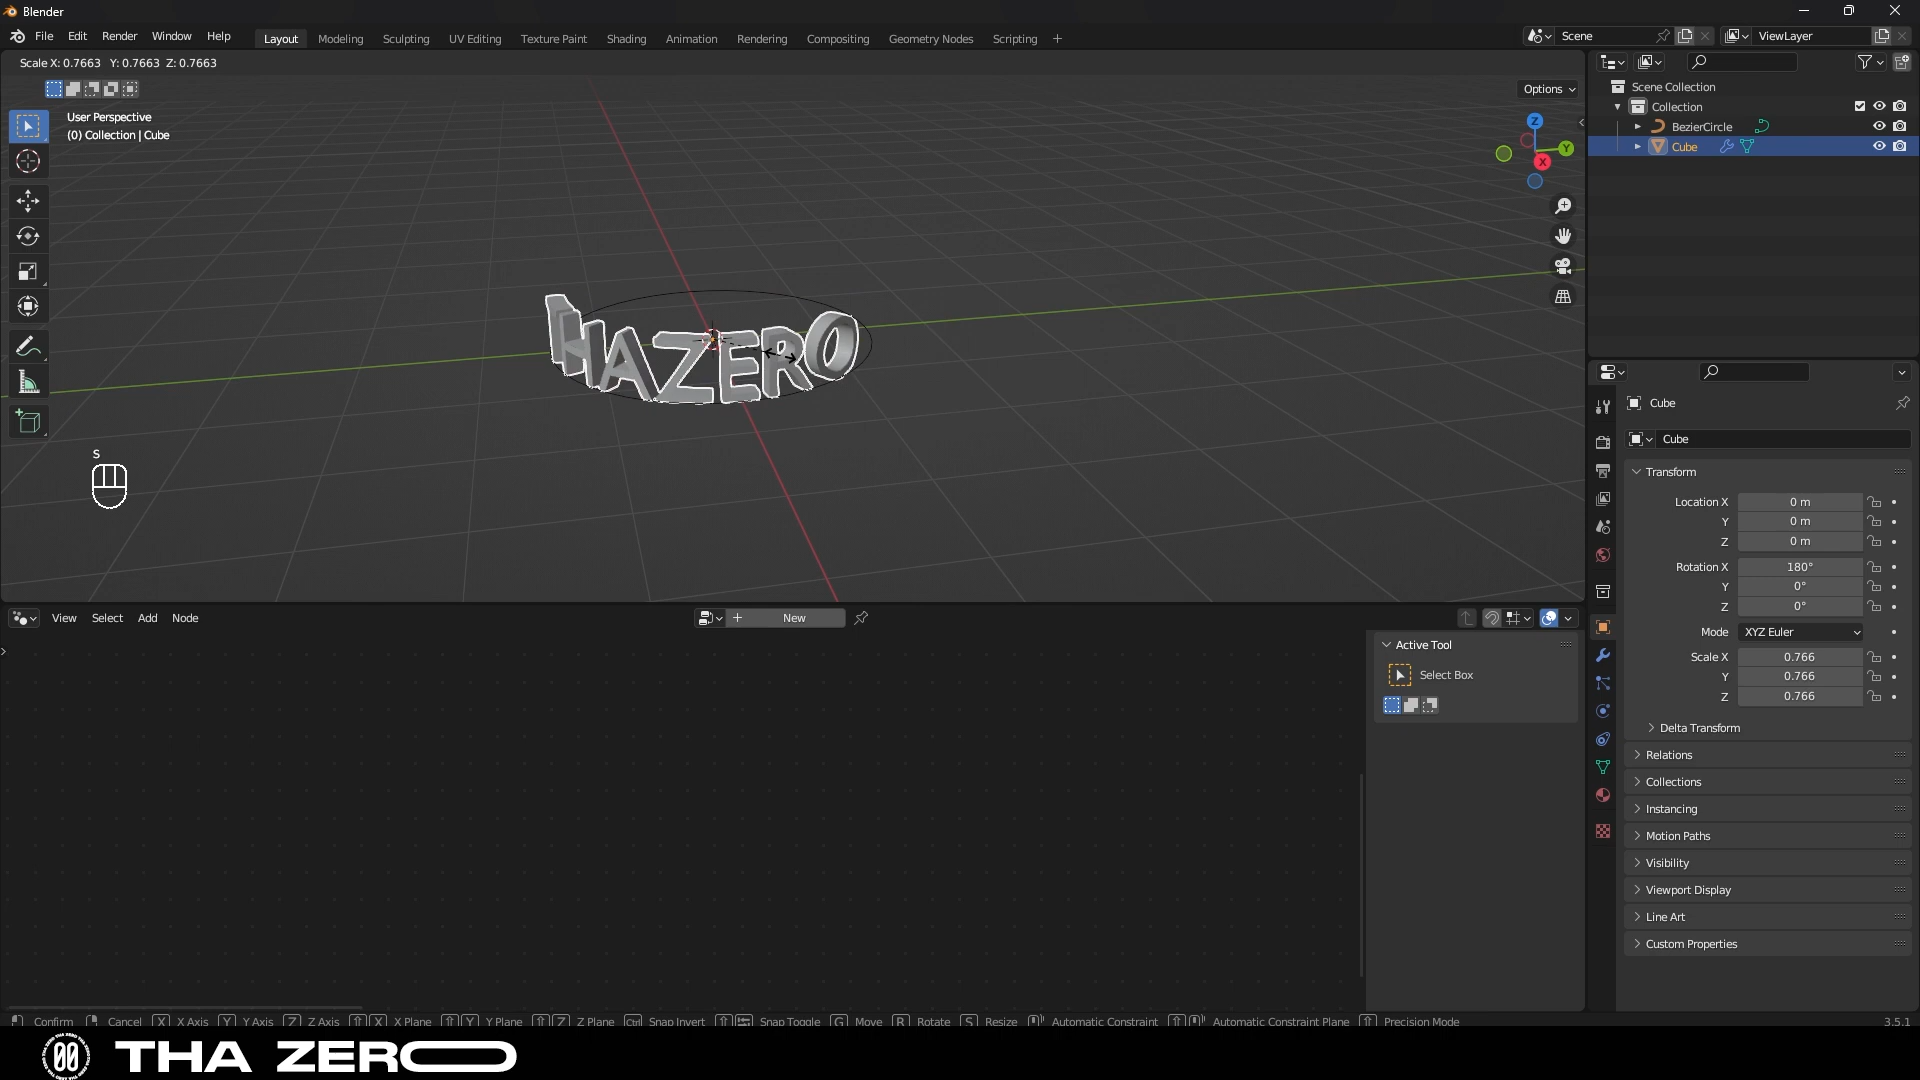 Blender
File Edit Render Window Help Layout Modeling Sculpting UV Editing Texture Paint Shading Animation Rendering Compositing Geometry Nodes Scripting + Scene ViewLayer
Scale X: 0.7663 Y: 0.7663 Z: 0.7663
Options
User Perspective
(0) Collection | Cube
Z
Y
X
HAZERO
S
Scene Collection
Collection
BezierCircle
Cube
Cube
Cube
Transform
Location X 0 m
Y 0 m
Z 0 m
Rotation X 180°
Y 0°
Z 0°
Mode XYZ Euler
Scale X 0.766
Y 0.766
Z 0.766
Delta Transform
Relations
Collections
Instancing
Motion Paths
Visibility
Viewport Display
Line Art
Custom Properties
View Select Add Node + New
Active Tool
Select Box
Confirm Cancel X X Axis Y Y Axis Z Z Axis X X Plane Y Y Plane Z Z Plane Ctrl Snap Invert Snap Toggle G Move R Rotate S Resize Automatic Constraint Automatic Constraint Plane Precision Mode 3.5.1
00 THA ZERO